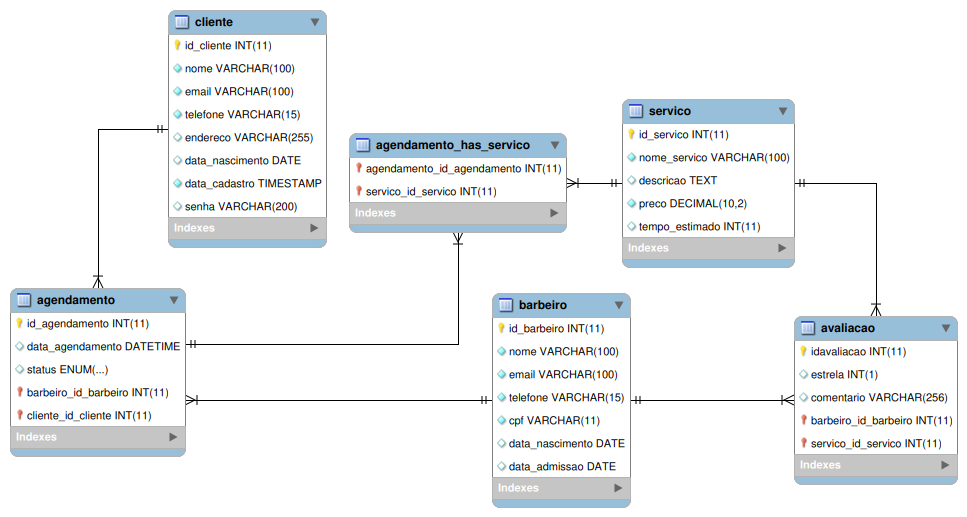 cliente
id_cliente INT(11)
nome VARCHAR(100)
email VARCHAR(100)
telefone VARCHAR(15)
endereco VARCHAR(255)
data_nascimento DATE
data_cadastro TIMESTAMP
senha VARCHAR(200)
Indexes
agendamento_has_servico
agendamento_id_agendamento INT(11)
servico_id_servico INT(11)
Indexes
servico
id_servico INT(11)
nome_servico VARCHAR(100)
descricao TEXT
preco DECIMAL(10,2)
tempo_estimado INT(11)
Indexes
agendamento
id_agendamento INT(11)
data_agendamento DATETIME
status ENUM(...)
barbeiro_id_barbeiro INT(11)
cliente_id_cliente INT(11)
Indexes
barbeiro
id_barbeiro INT(11)
nome VARCHAR(100)
email VARCHAR(100)
telefone VARCHAR(15)
cpf VARCHAR(11)
data_nascimento DATE
data_admissao DATE
Indexes
avaliacao
idavaliacao INT(11)
estrela INT(1)
comentario VARCHAR(256)
barbeiro_id_barbeiro INT(11)
servico_id_servico INT(11)
Indexes